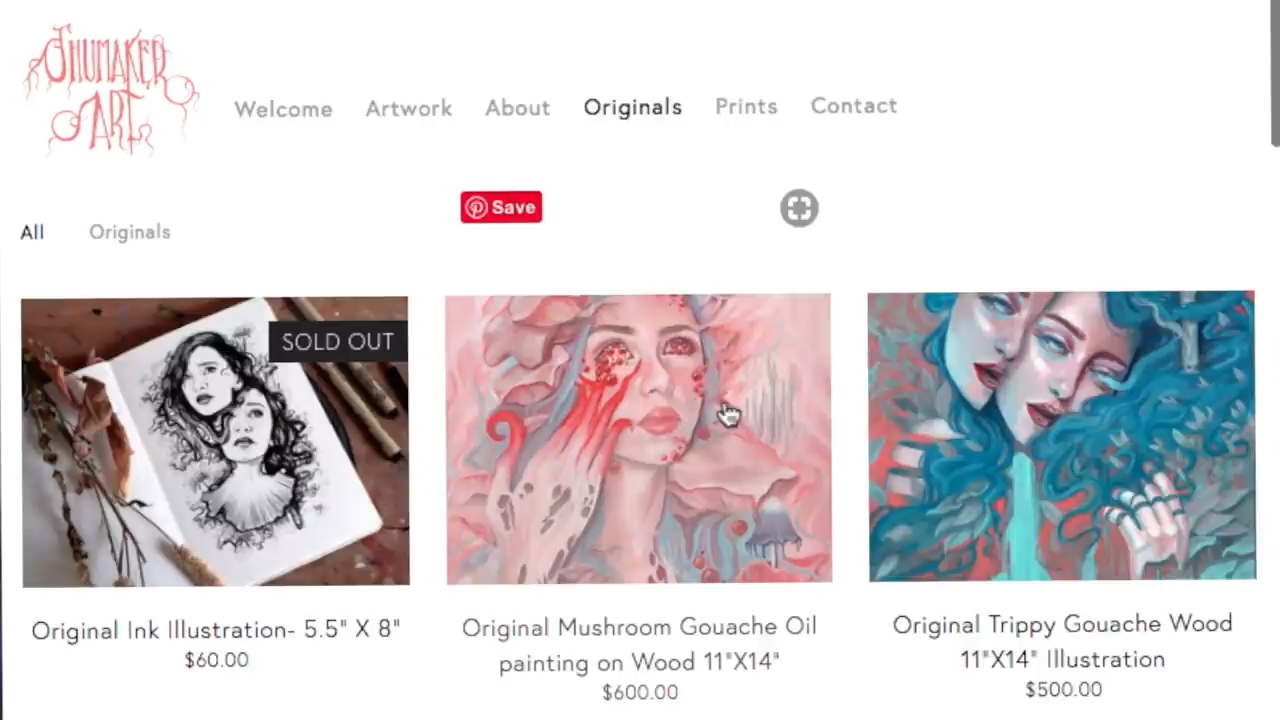 SHUMAKER
ART
Welcome Artwork About Originals Prints Contact
Save
All Originals
SOLD OUT
Original Ink Illustration- 5.5" X 8"
$60.00
Original Mushroom Gouache Oil
painting on Wood 11"X14"
$600.00
Original Trippy Gouache Wood
11"X14" Illustration
$500.00